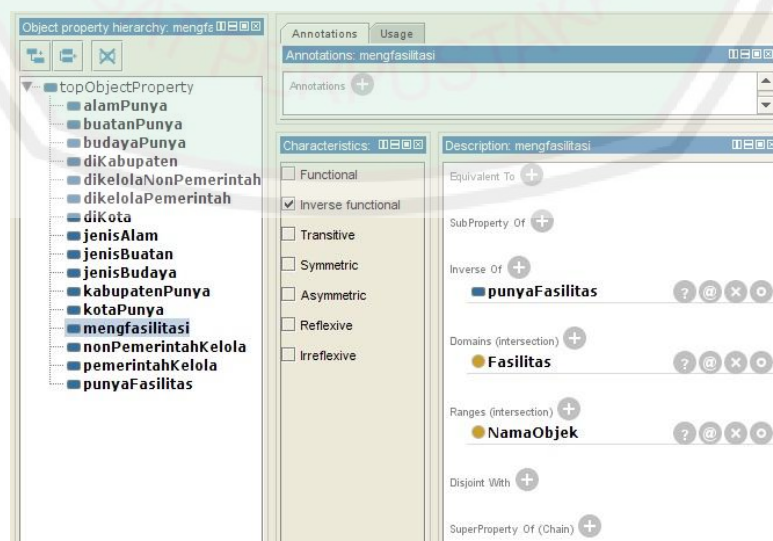 Object property hierarchy: mengfa
topObjectProperty
alamPunya
buatanPunya
budayaPunya
diKabupaten
dikelolaNonPemerintah
dikelolaPemerintah
diKota
jenisAlam
jenisBuatan
jenisBudaya
kabupatenPunya
kotaPunya
mengfasilitasi
nonPemerintahKelola
pemerintahKelola
punyaFasilitas
Annotations Usage
Annotations: mengfasilitasi
Annotations
Characteristics:
Functional
Inverse functional
Transitive
Symmetric
Asymmetric
Reflexive
Irreflexive
Description: mengfasilitasi
Equivalent To
SubProperty Of
Inverse Of
punyaFasilitas
Domains (intersection)
Fasilitas
Ranges (intersection)
NamaObjek
Disjoint With
SuperProperty Of (Chain)